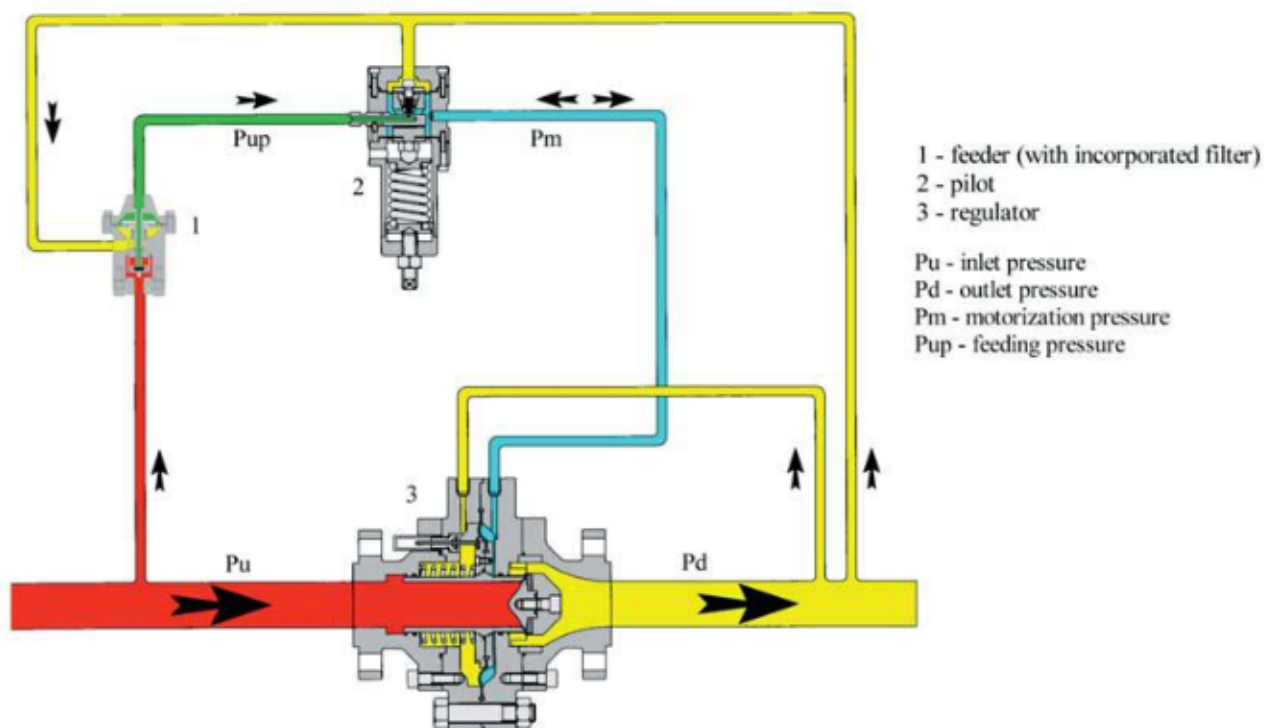 Pup
Pm
2
1
1 - feeder (with incorporated filter)
2 - pilot
3 - regulator
Pu - inlet pressure
Pd - outlet pressure
Pm - motorization pressure
Pup - feeding pressure
3
Pu
Pd